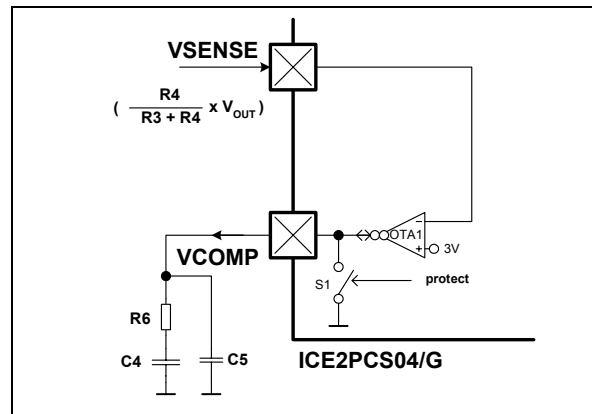 VSENSE
( R4 / R3 + R4 x VOUT)
OTA1
3V
VCOMP
S1
protect
R6
C4
C5
ICE2PCS04/G